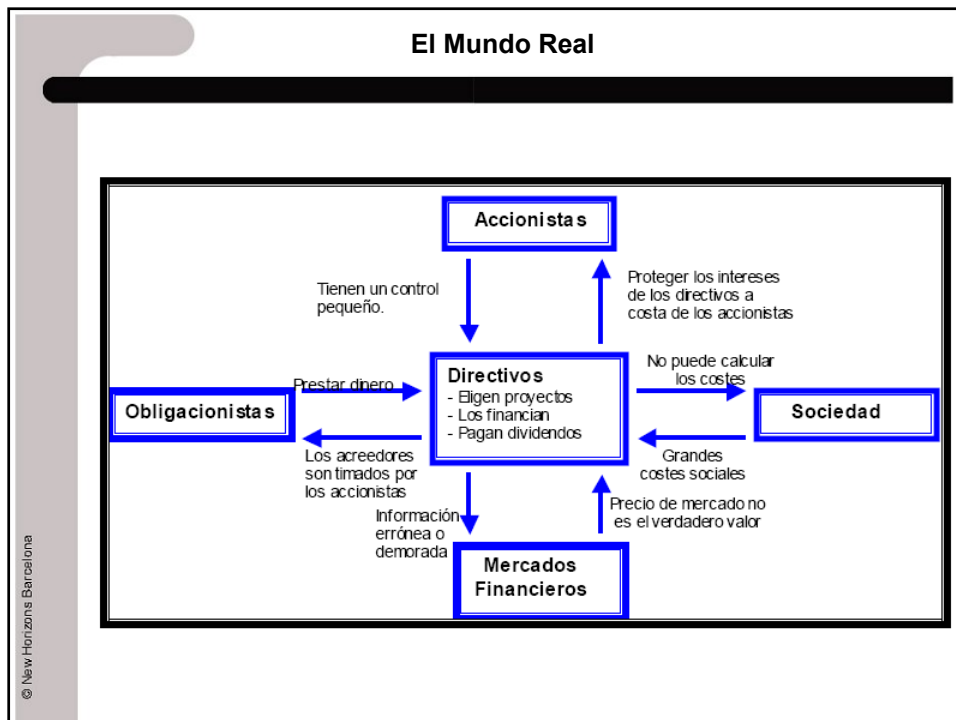 El Mundo Real
Accionistas
Tienen un control
pequeño.
Proteger los intereses
de los directivos a
costa de los accionistas
Prestar dinero
Directivos
- Eligen proyectos
- Los financian
- Pagan dividendos
No puede calcular
los costes
Obligacionistas
Sociedad
Los acreedores
son timados por
los accionistas
Grandes
costes sociales
Información
errónea o
demorada
Precio de mercado no
es el verdadero valor
Mercados
Financieros
© New Horizons Barcelona